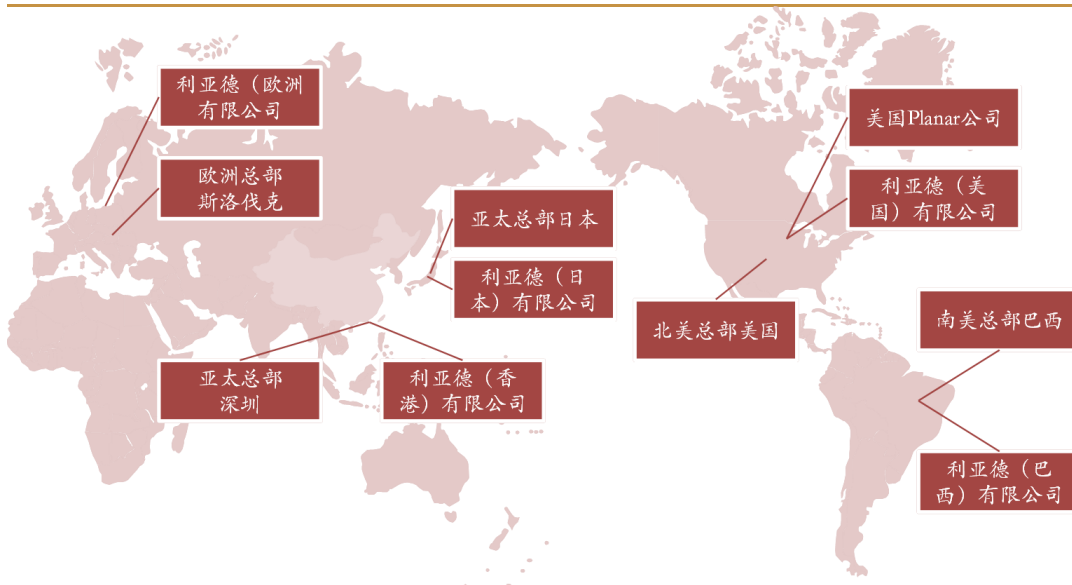 利亚德（欧洲
有限公司
欧洲总部
斯洛伐克
亚太总部日本
利亚德（日
本）有限公司
亚太总部
深圳
利亚德（香
港）有限公司
美国Planar公司
利亚德（美
国）有限公司
北美总部美国
南美总部巴西
利亚德（巴
西）有限公司